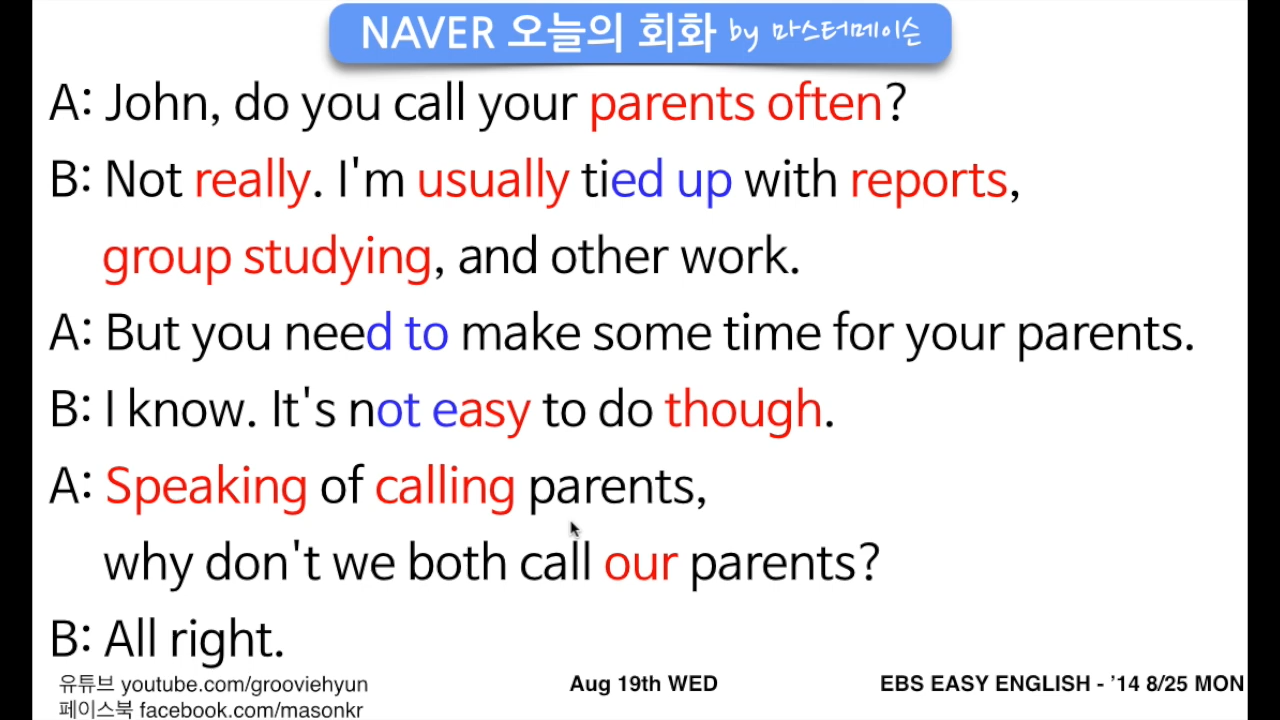 NAVER 오늘의 회화 by 마스터메이슨
A: John, do you call your parents often?
B: Not really. I'm usually tied up with reports,
group studying, and other work.
A: But you need to make some time for your parents.
B: I know. It's not easy to do though.
A: Speaking of calling parents,
why don't we both call our parents?
B: All right.
유튜브 youtube.com/grooviehyun
페이스북 facebook.com/masonkr
Aug 19th WED
EBS EASY ENGLISH - ’14 8/25 MON